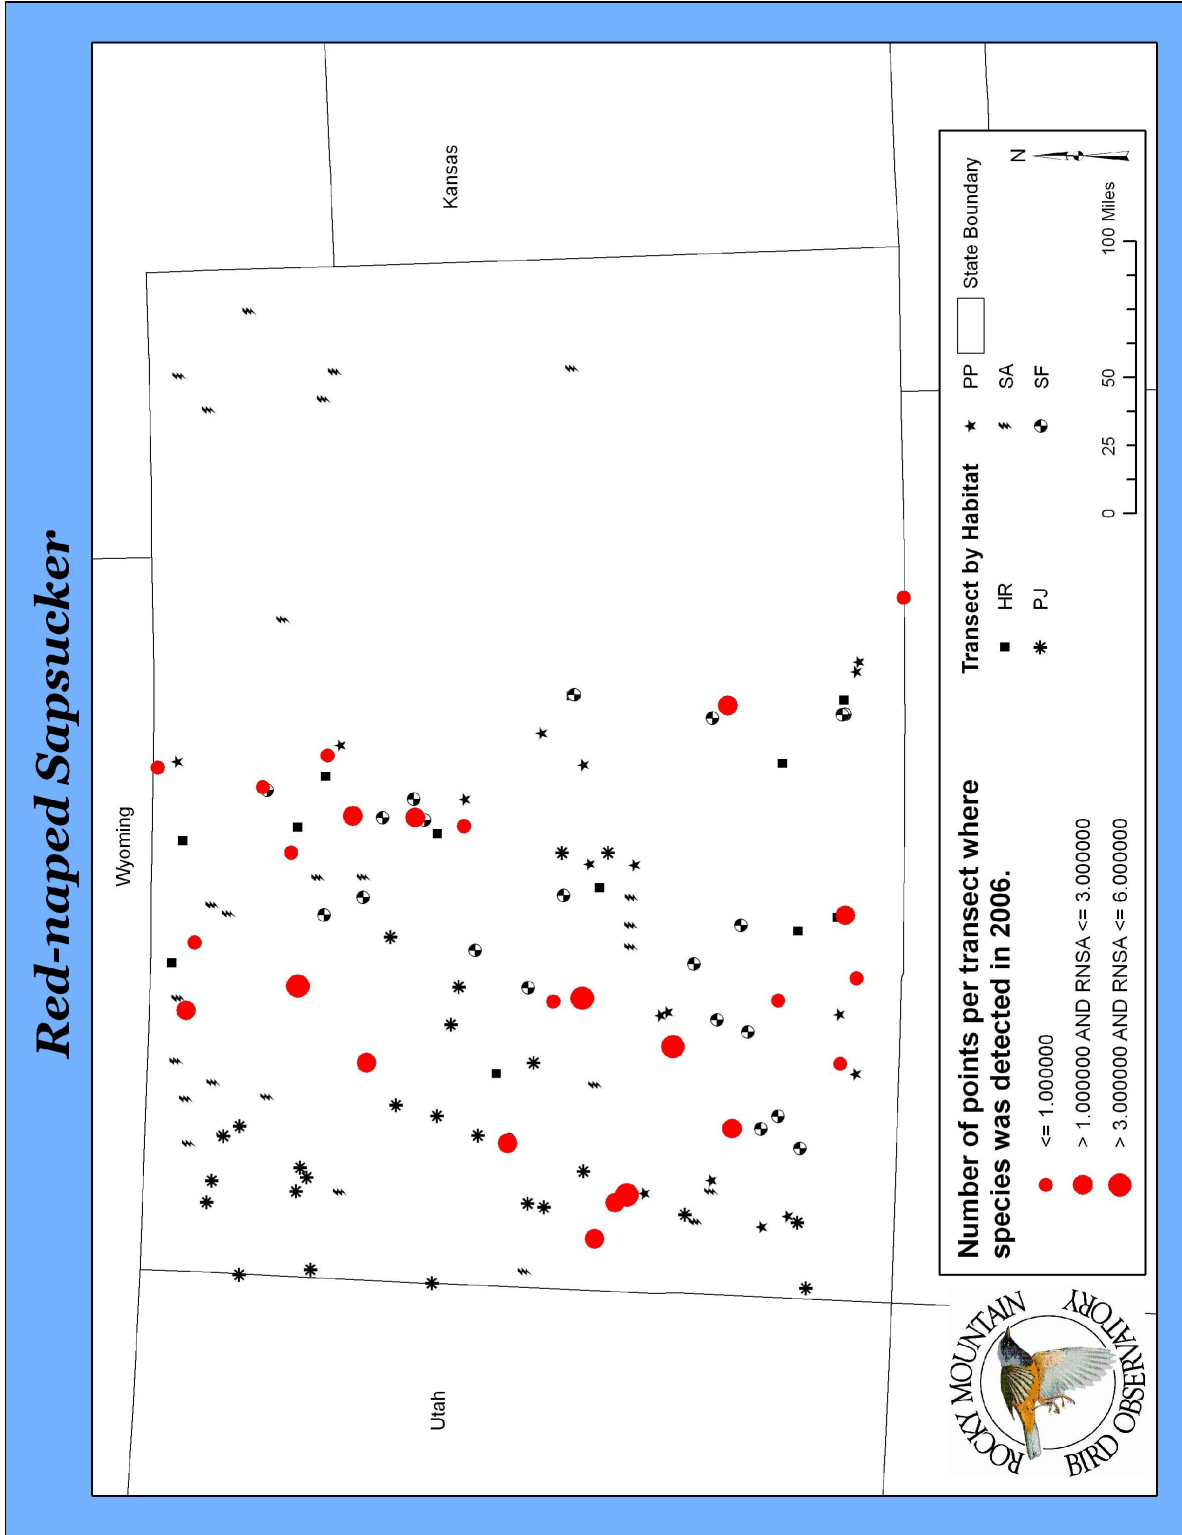 Red-naped Sapsucker
Wyoming
Utah
Kansas
Number of points per transect where
species was detected in 2006.
<= 1.000000
> 1.000000 AND RNSA <= 3.000000
> 3.000000 AND RNSA <= 6.000000
Transect by Habitat
HR
PJ
PP
SA
SF
State Boundary
N
0 25 50 100 Miles
ROCKY MOUNTAIN
BIRD OBSERVATORY